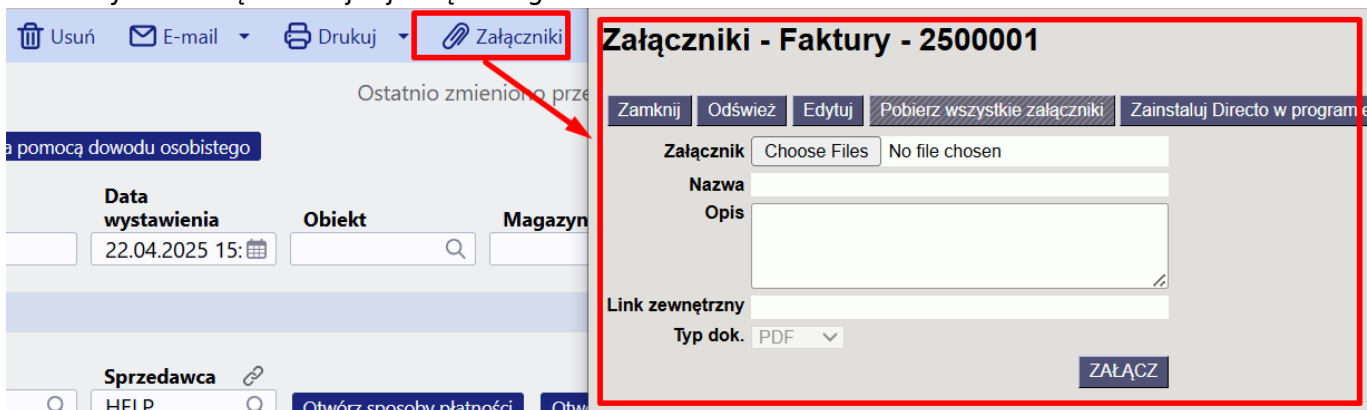 Usuń E-mail Drukuj Załączniki
Ostatnio zmieniono prze
a pomocą dowodu osobistego
Data
wystawienia Obiekt Magazyn
22.04.2025 15:
Sprzedawca
HELP Otwórz sposoby płatności Otw
Załączniki - Faktury - 2500001
Zamknij Odśwież Edytuj Pobierz wszystkie załączniki Zainstaluj Directo w programie
Załącznik Choose Files No file chosen
Nazwa
Opis
Link zewnętrzny
Typ dok. PDF
ZAŁĄCZ